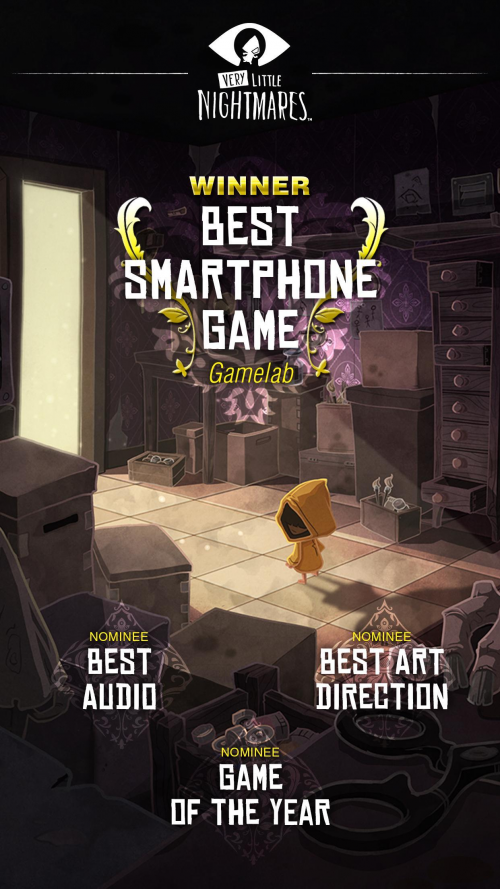 VERY LITTLE
NIGHTMARES™
WINNER
BEST
SMARTPHONE
GAME
Gamelab
NOMINEE
BEST
AUDIO
NOMINEE
BEST ART
DIRECTION
NOMINEE
GAME
OF THE YEAR